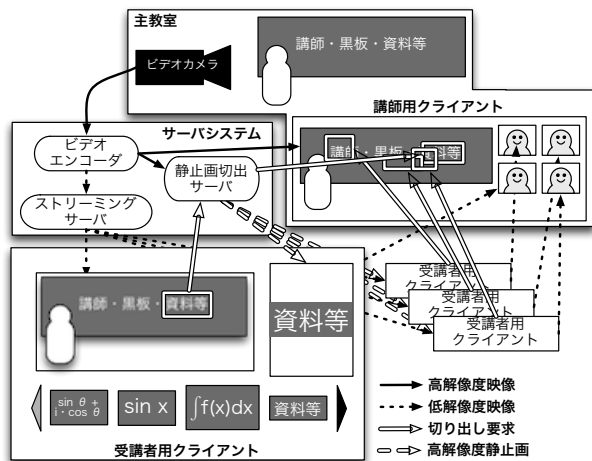 主教室
ビデオカメラ
講師・黒板・資料等
講師用クライアント
講師・黒板・資料等
サーバシステム
ビデオ
エンコーダ
静止画切出
サーバ
ストリーミング
サーバ
講師・黒板・資料等
資料等
受講者用
クライアント
受講者用
クライアント
受講者用
クライアント
sin θ +
i・cos θ
sin x
∫f(x)dx
資料等
受講者用クライアント
高解像度映像
低解像度映像
切り出し要求
高解像度静止画